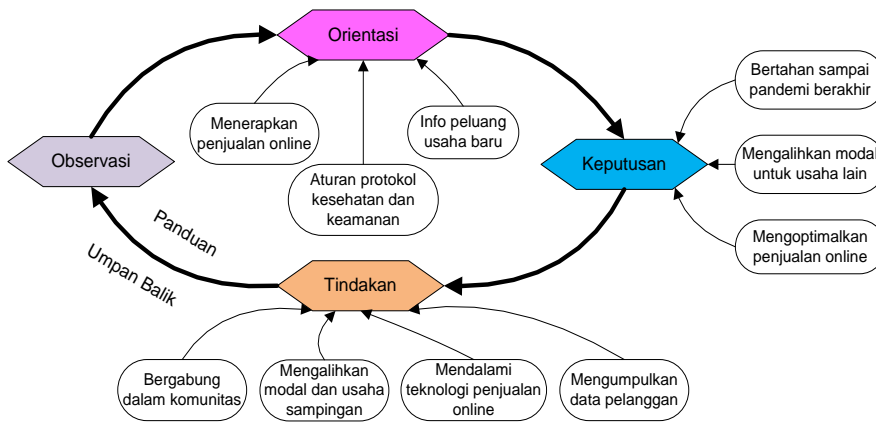 Orientasi
Menerapkan
penjualan online
Info peluang
usaha baru
Aturan protokol
kesehatan dan
keamanan
Bertahan sampai
pandemi berakhir
Observasi
Keputusan
Mengalihkan modal
untuk usaha lain
Mengoptimalkan
penjualan online
Panduan
Umpan Balik
Tindakan
Bergabung
dalam komunitas
Mengalihkan
modal dan usaha
sampingan
Mendalami
teknologi penjualan
online
Mengumpulkan
data pelanggan